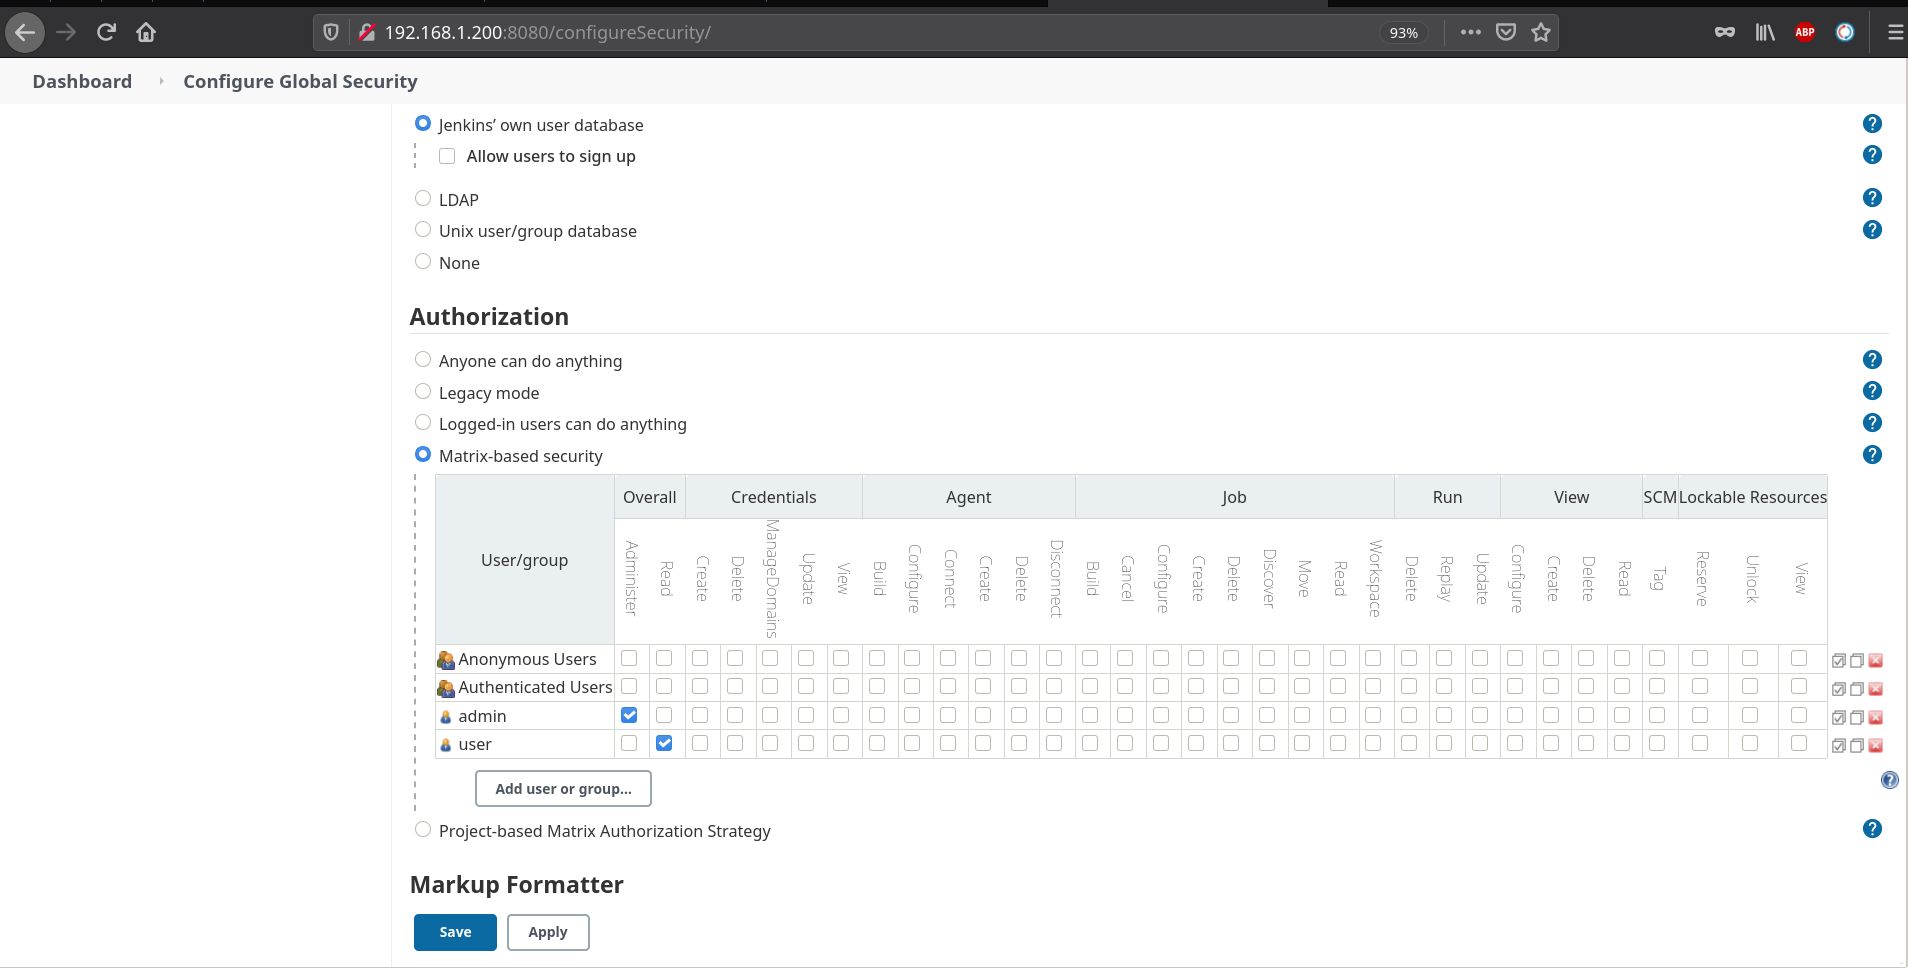 192.168.1.200:8080/configureSecurity/
93%
ABP
Dashboard
Configure Global Security
Jenkins’ own user database
Allow users to sign up
LDAP
Unix user/group database
None
Authorization
Anyone can do anything
Legacy mode
Logged-in users can do anything
Matrix-based security
User/group
Overall Credentials Agent Job Run View SCM Lockable Resources
Administer Read Create Delete ManageDomains Update View Build Configure Connect Create Delete Disconnect Build Cancel Configure Create Delete Discover Move Read Workspace Delete Replay Update Configure Create Delete Read Tag Reserve Unlock View
Anonymous Users
Authenticated Users
admin
user
Add user or group...
Project-based Matrix Authorization Strategy
Markup Formatter
Save Apply